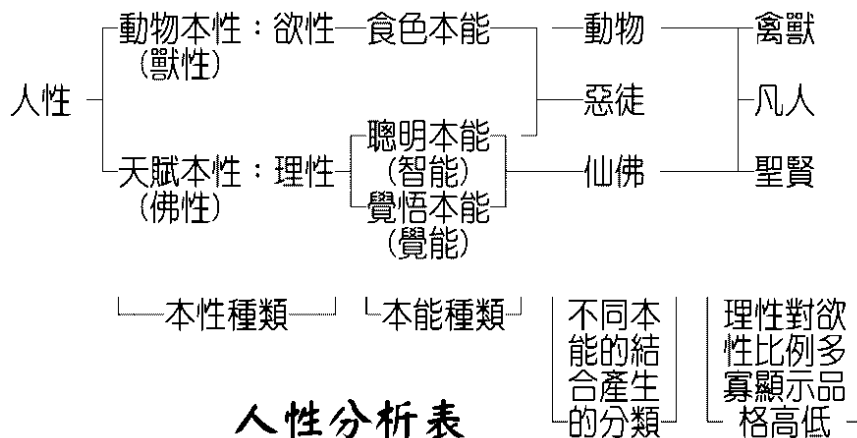 動物本性：欲性 食色本能 動物 禽獸
(獸性)
人性 惡徒 凡人
聰明本能
天賦本性：理性 (智能) 仙佛 聖賢
(佛性) 覺悟本能
(覺能)
本性種類 本能種類 不同本能的結合產生的分類 理性對欲性比例多寡顯示品格高低
人性分析表